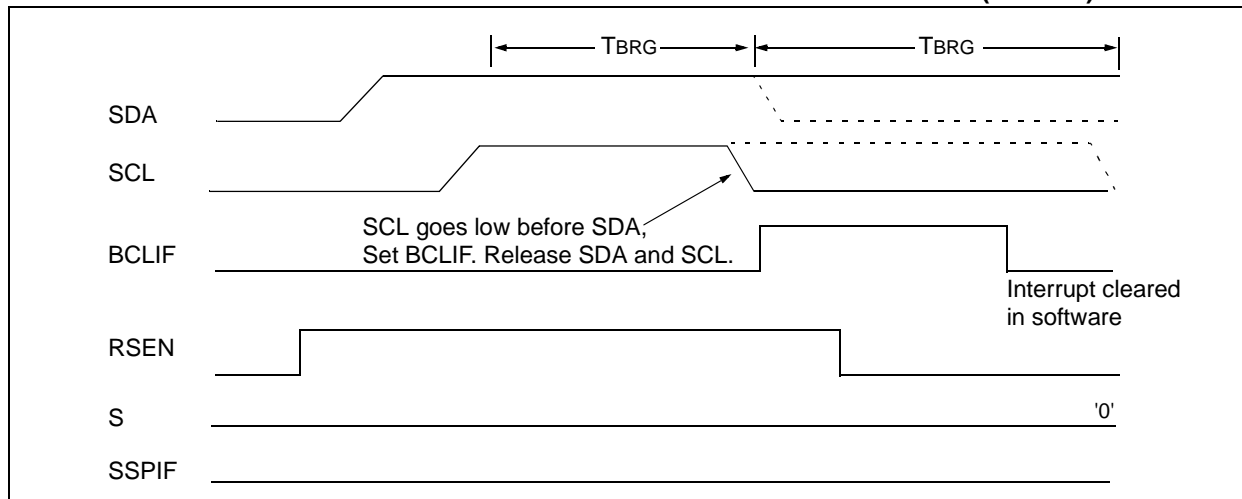 TBRG
TBRG
SDA
SCL
SCL goes low before SDA,
Set BCLIF. Release SDA and SCL.
BCLIF
Interrupt cleared
in software
RSEN
S
'0'
SSPIF